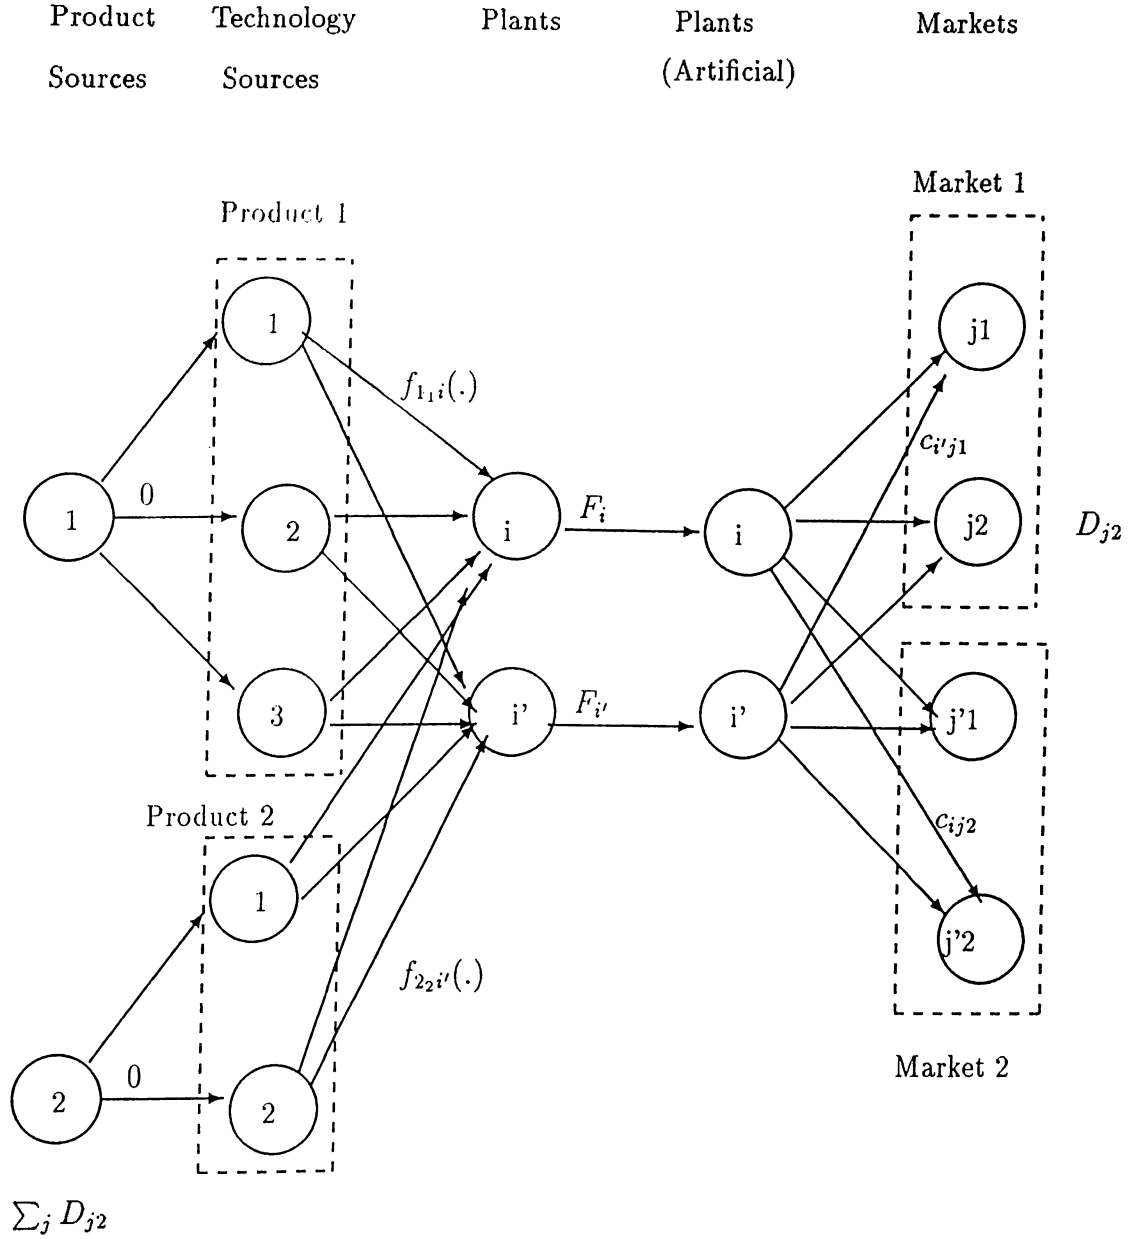 Product Technology Plants Plants Markets
Sources Sources (Artificial)
Market 1
Product 1
1
j1
f_{1_1 i}(.)
c_{i'j1}
0
1
2
i
F_i
i
j2
D_{j2}
3
i'
F_{i'}
i'
j'1
Product 2
c_{ij2}
1
j'2
f_{2_2 i'}(.)
Market 2
0
2
2
∑_j D_{j2}